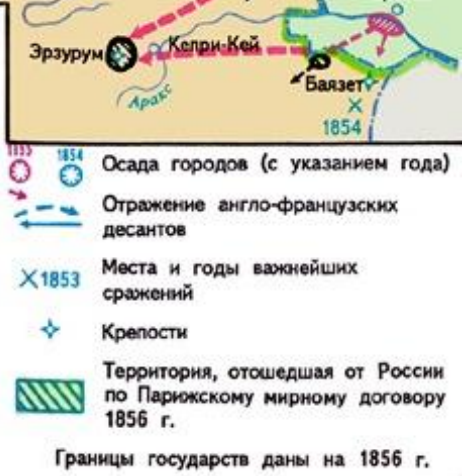 Эрзурум
Кепри-Кей
Аракс
Баязет
1854
1855 1854
Осада городов (с указанием года)
Отражение англо-французских
десантов
1853 Места и годы важнейших
сражений
Крепости
Территория, отошедшая от России
по Парижскому мирному договору
1856 г.
Границы государств даны на 1856 г.